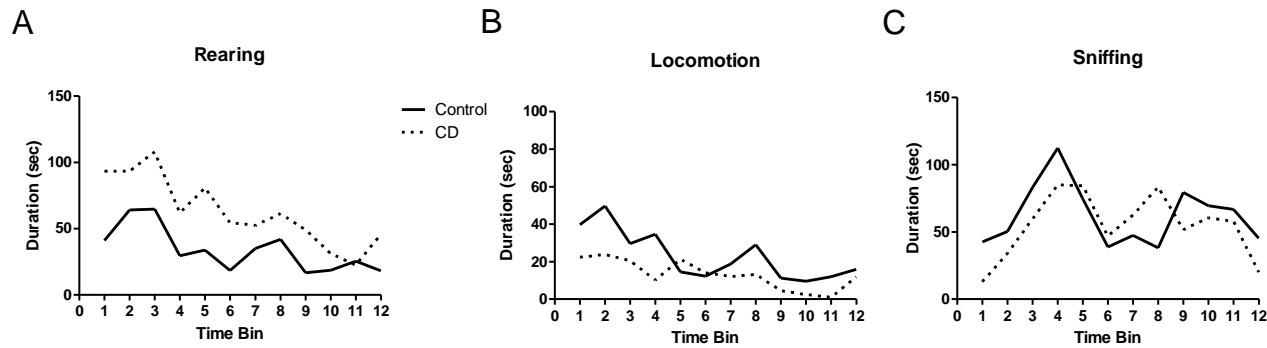 A
Rearing
150
100
50
0
Duration (sec)
0 1 2 3 4 5 6 7 8 9 10 11 12
Time Bin
Control
CD
B
Locomotion
100
80
60
40
20
0
Duration (sec)
0 1 2 3 4 5 6 7 8 9 10 11 12
Time Bin
C
Sniffing
150
100
50
0
Duration (sec)
0 1 2 3 4 5 6 7 8 9 10 11 12
Time Bin